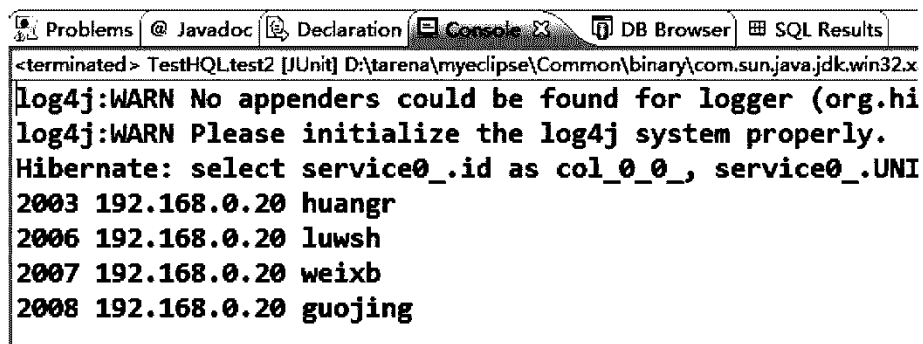 Problems @ Javadoc Declaration Console DB Browser SQL Results
<terminated> TestHQL.test2 [JUnit] D:\tarena\myeclipse\Common\binary\com.sun.java.jdk.win32.x
log4j:WARN No appenders could be found for logger (org.hi
log4j:WARN Please initialize the log4j system properly.
Hibernate: select service0_.id as col_0_0_, service0_.UNI
2003 192.168.0.20 huangr
2006 192.168.0.20 luwsh
2007 192.168.0.20 weixb
2008 192.168.0.20 guojing